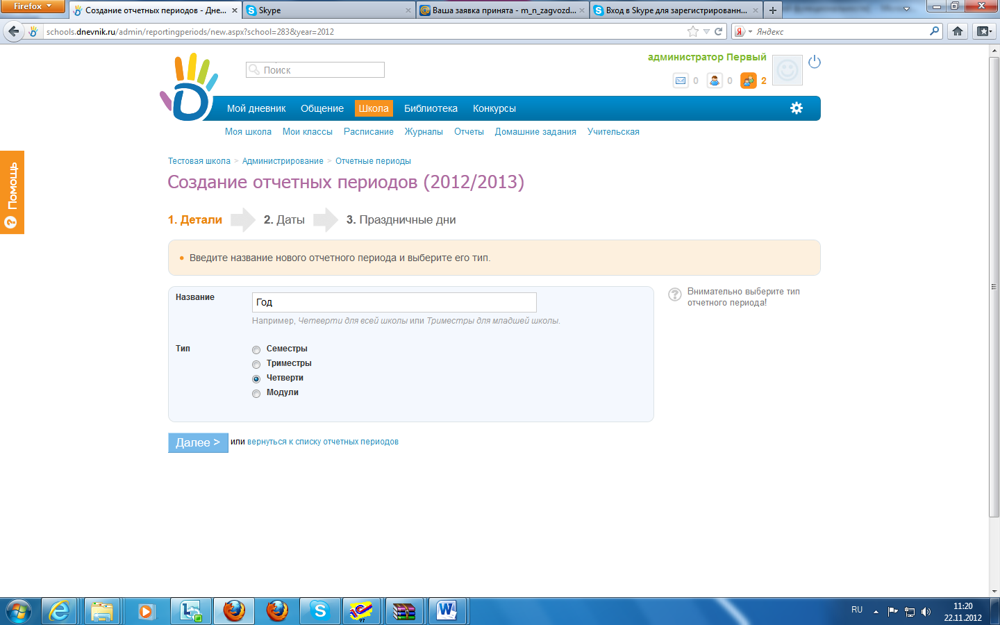 Firefox
Создание отчетных периодов - Дне...
Skype
Ваша заявка принята - m_n_zagvozd...
Вход в Skype для зарегистрированн...
schools.dnevnik.ru/admin/reportingperiods/new.aspx?school=283&year=2012
Яндекс
администратор Первый
Поиск
0
0
2
Мой дневник Общение Школа Библиотека Конкурсы
Моя школа Мои классы Расписание Журналы Отчеты Домашние задания Учительская
Помощь
Тестовая школа > Администрирование > Отчетные периоды
Создание отчетных периодов (2012/2013)
1. Детали 2. Даты 3. Праздничные дни
Введите название нового отчетного периода и выберите его тип.
Название
Год
Например, Четверти для всей школы или Триместры для младшей школы.
Внимательно выберите тип
отчетного периода!
Тип
Семестры
Триместры
Четверти
Модули
Далее > или вернуться к списку отчетных периодов
RU
11:20
22.11.2012